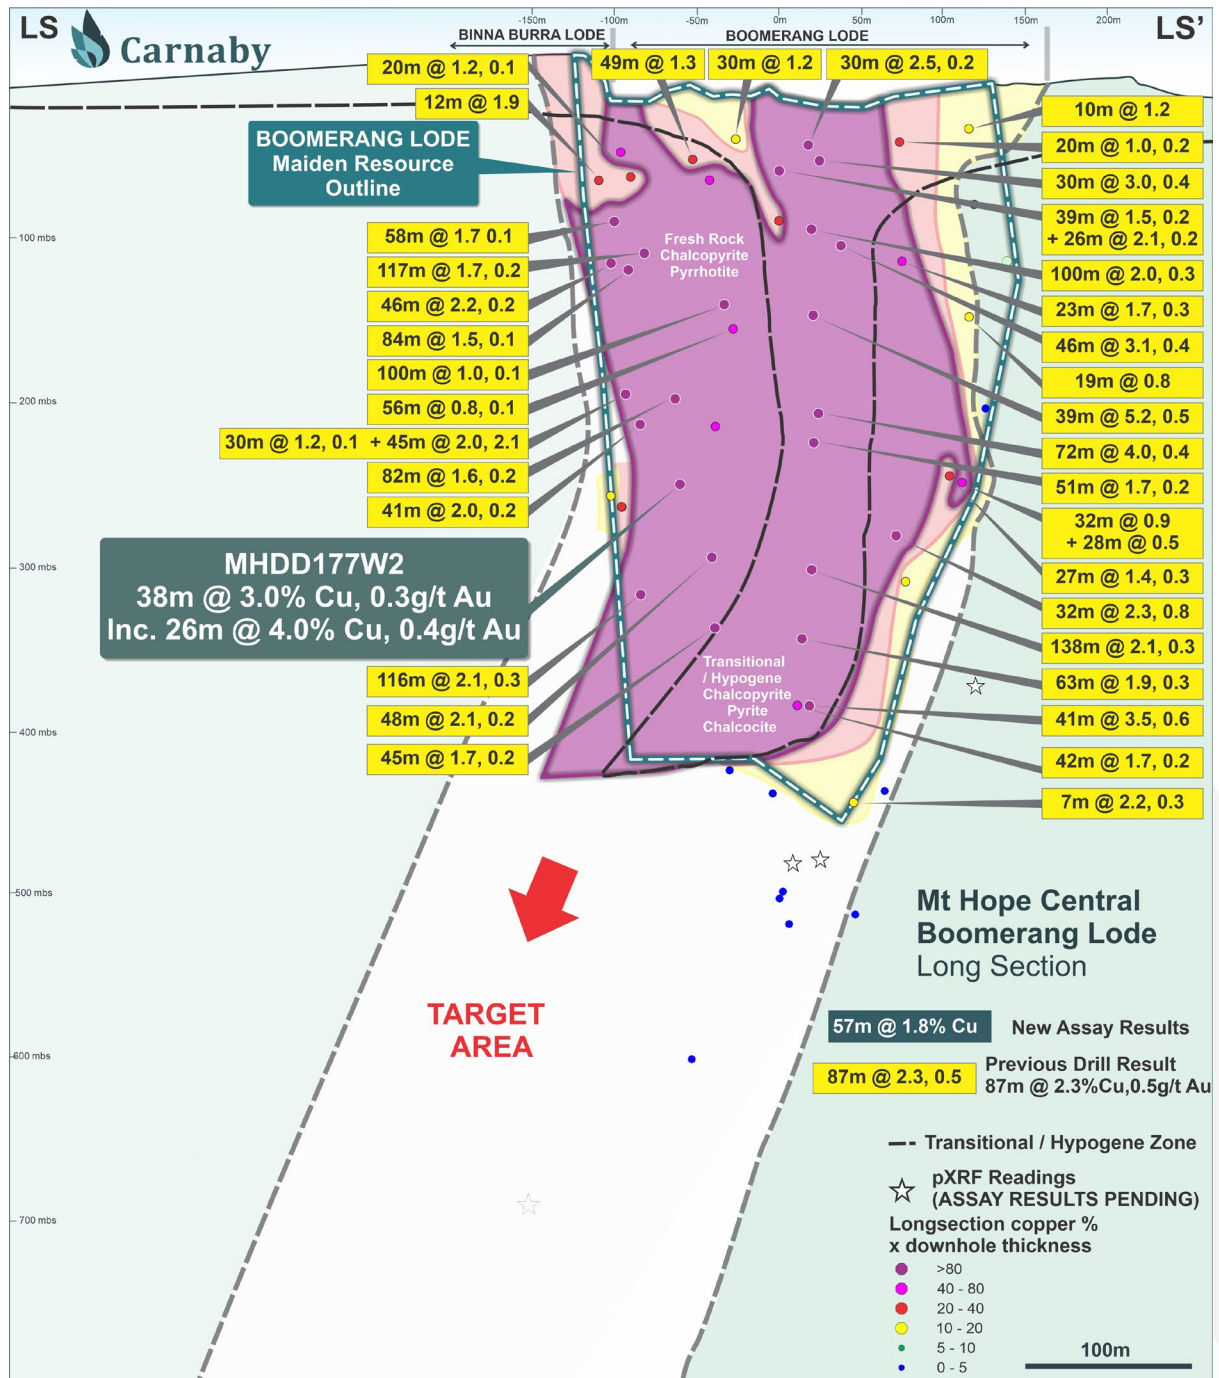 LS
Carnaby
-150m
-100m
-50m
0m
50m
100m
150m
200m
LS'
BINNA BURRA LODE
BOOMERANG LODE
20m @ 1.2, 0.1
49m @ 1.3
30m @ 1.2
30m @ 2.5, 0.2
12m @ 1.9
BOOMERANG LODE
Maiden Resource
Outline
10m @ 1.2
20m @ 1.0, 0.2
30m @ 3.0, 0.4
39m @ 1.5, 0.2
+ 26m @ 2.1, 0.2
100m @ 2.0, 0.3
23m @ 1.7, 0.3
46m @ 3.1, 0.4
19m @ 0.8
39m @ 5.2, 0.5
72m @ 4.0, 0.4
51m @ 1.7, 0.2
32m @ 0.9
+ 28m @ 0.5
27m @ 1.4, 0.3
32m @ 2.3, 0.8
138m @ 2.1, 0.3
63m @ 1.9, 0.3
41m @ 3.5, 0.6
42m @ 1.7, 0.2
7m @ 2.2, 0.3
100 mbs
200 mbs
300 mbs
400 mbs
500 mbs
600 mbs
700 mbs
58m @ 1.7 0.1
117m @ 1.7, 0.2
46m @ 2.2, 0.2
84m @ 1.5, 0.1
100m @ 1.0, 0.1
56m @ 0.8, 0.1
30m @ 1.2, 0.1 + 45m @ 2.0, 2.1
82m @ 1.6, 0.2
41m @ 2.0, 0.2
MHDD177W2
38m @ 3.0% Cu, 0.3g/t Au
Inc. 26m @ 4.0% Cu, 0.4g/t Au
116m @ 2.1, 0.3
48m @ 2.1, 0.2
45m @ 1.7, 0.2
Fresh Rock
Chalcopyrite
Pyrrhotite
Transitional
/ Hypogene
Chalcopyrite
Pyrite
Chalcocite
TARGET
AREA
Mt Hope Central
Boomerang Lode
Long Section
57m @ 1.8% Cu
New Assay Results
87m @ 2.3, 0.5
Previous Drill Result
87m @ 2.3%Cu,0.5g/t Au
Transitional / Hypogene Zone
pXRF Readings
(ASSAY RESULTS PENDING)
Longsection copper %
x downhole thickness
>80
40 - 80
20 - 40
10 - 20
5 - 10
0 - 5
100m